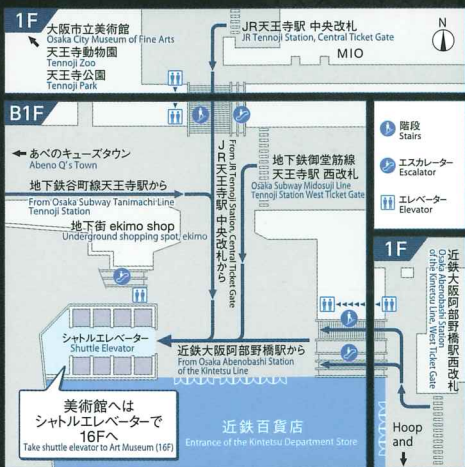 1F
大阪市立美術館
Osaka City Museum of Fine Arts
天王寺動物園
Tennoji Zoo
天王寺公園
Tennoji Park
JR天王寺駅 中央改札
JR Tennoji Station, Central Ticket Gate
MIO
N
B1F
あべのキューズタウン
Abeno Q's Town
地下鉄谷町線天王寺駅から
From Osaka Subway Tanimachi Line
Tennoji Station
地下街 ekimo shop
Underground shopping spot, ekimo
JR天王寺駅 中央改札から
From JR Tennoji Station, Central Ticket Gate
地下鉄御堂筋線
天王寺駅 西改札
Osaka Subway Midosuji Line
Tennoji Station West Ticket Gate
階段
Stairs
エスカレーター
Escalator
エレベーター
Elevator
シャトルエレベーター
Shuttle Elevator
近鉄大阪阿部野橋駅から
From Osaka Abenobashi Station
of the Kintetsu Line
美術館へは
シャトルエレベーターで
16Fへ
Take shuttle elevator to Art Museum (16F)
近鉄百貨店
Entrance of the Kintetsu Department Store
1F
近鉄大阪阿部野橋駅西改札
Osaka Abenobashi Station
of the Kintetsu Line, West Ticket Gate
Hoop
and